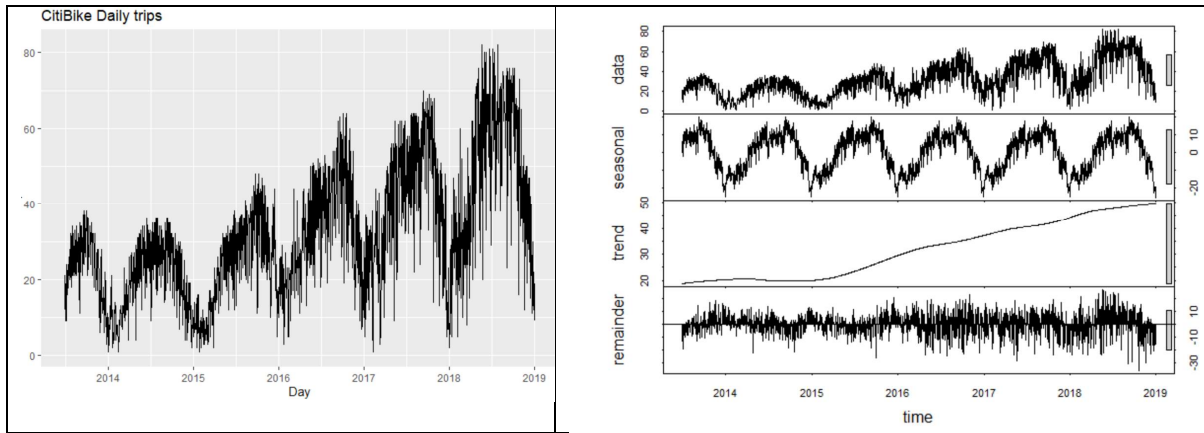 CitiBike Daily trips
80
60
40
20
0
2014 2015 2016 2017 2018 2019
Day
data
0 20 40 60 80
seasonal
-20 0 10
trend
20 30 40 50
remainder
-30 -10 10
2014 2015 2016 2017 2018 2019
time